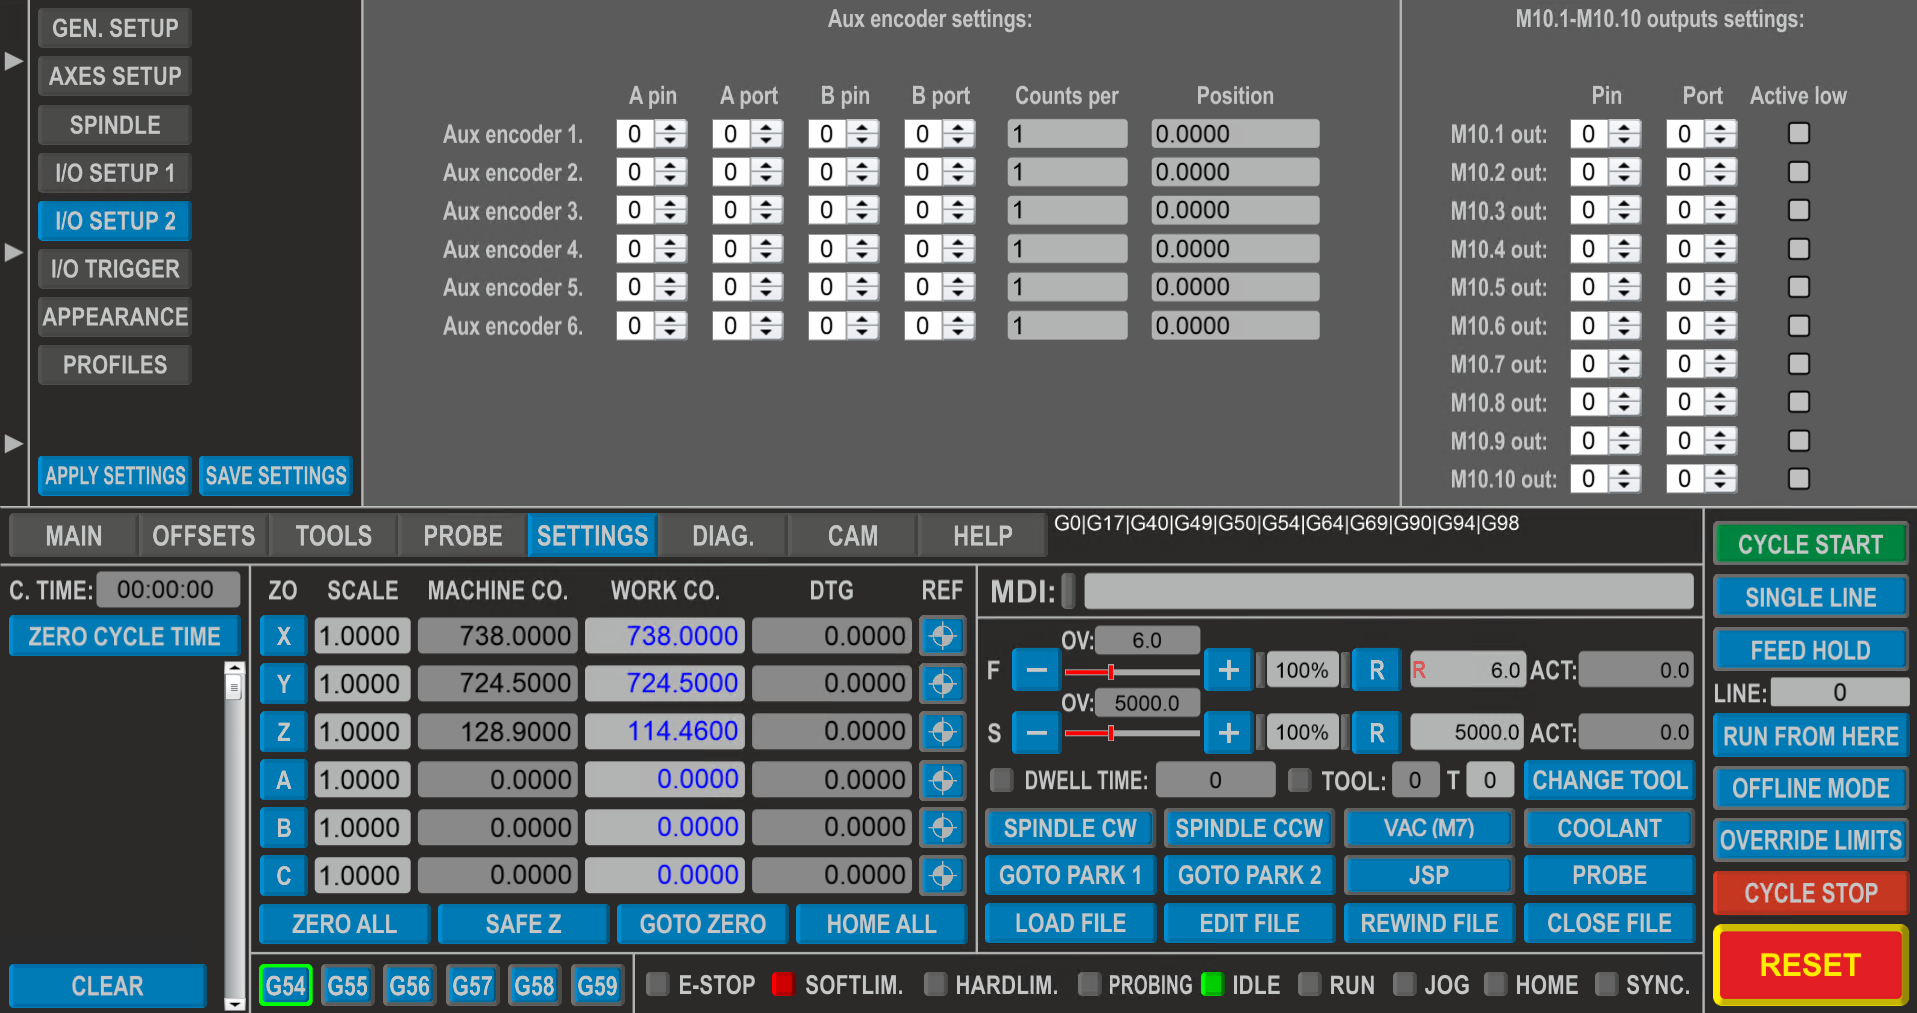 GEN. SETUP
AXES SETUP
SPINDLE
I/O SETUP 1
I/O SETUP 2
I/O TRIGGER
APPEARANCE
PROFILES
APPLY SETTINGS SAVE SETTINGS
Aux encoder settings:
A pin A port B pin B port Counts per Position
Aux encoder 1. 0 0 0 0 1 0.0000
Aux encoder 2. 0 0 0 0 1 0.0000
Aux encoder 3. 0 0 0 0 1 0.0000
Aux encoder 4. 0 0 0 0 1 0.0000
Aux encoder 5. 0 0 0 0 1 0.0000
Aux encoder 6. 0 0 0 0 1 0.0000
M10.1-M10.10 outputs settings:
Pin Port Active low
M10.1 out: 0 0
M10.2 out: 0 0
M10.3 out: 0 0
M10.4 out: 0 0
M10.5 out: 0 0
M10.6 out: 0 0
M10.7 out: 0 0
M10.8 out: 0 0
M10.9 out: 0 0
M10.10 out: 0 0
MAIN OFFSETS TOOLS PROBE SETTINGS DIAG. CAM HELP
G0|G17|G40|G49|G50|G54|G64|G69|G90|G94|G98
C. TIME: 00:00:00
ZERO CYCLE TIME
CLEAR
ZO SCALE MACHINE CO. WORK CO. DTG REF
X 1.0000 738.0000 738.0000 0.0000
Y 1.0000 724.5000 724.5000 0.0000
Z 1.0000 128.9000 114.4600 0.0000
A 1.0000 0.0000 0.0000 0.0000
B 1.0000 0.0000 0.0000 0.0000
C 1.0000 0.0000 0.0000 0.0000
ZERO ALL SAFE Z GOTO ZERO HOME ALL
G54 G55 G56 G57 G58 G59
MDI:
OV: 6.0
F − + 100% R R 6.0 ACT: 0.0
OV: 5000.0
S − + 100% R 5000.0 ACT: 0.0
DWELL TIME: 0 TOOL: 0 T 0 CHANGE TOOL
SPINDLE CW SPINDLE CCW VAC (M7) COOLANT
GOTO PARK 1 GOTO PARK 2 JSP PROBE
LOAD FILE EDIT FILE REWIND FILE CLOSE FILE
E-STOP SOFTLIM. HARDLIM. PROBING IDLE RUN JOG HOME SYNC.
CYCLE START
SINGLE LINE
FEED HOLD
LINE: 0
RUN FROM HERE
OFFLINE MODE
OVERRIDE LIMITS
CYCLE STOP
RESET